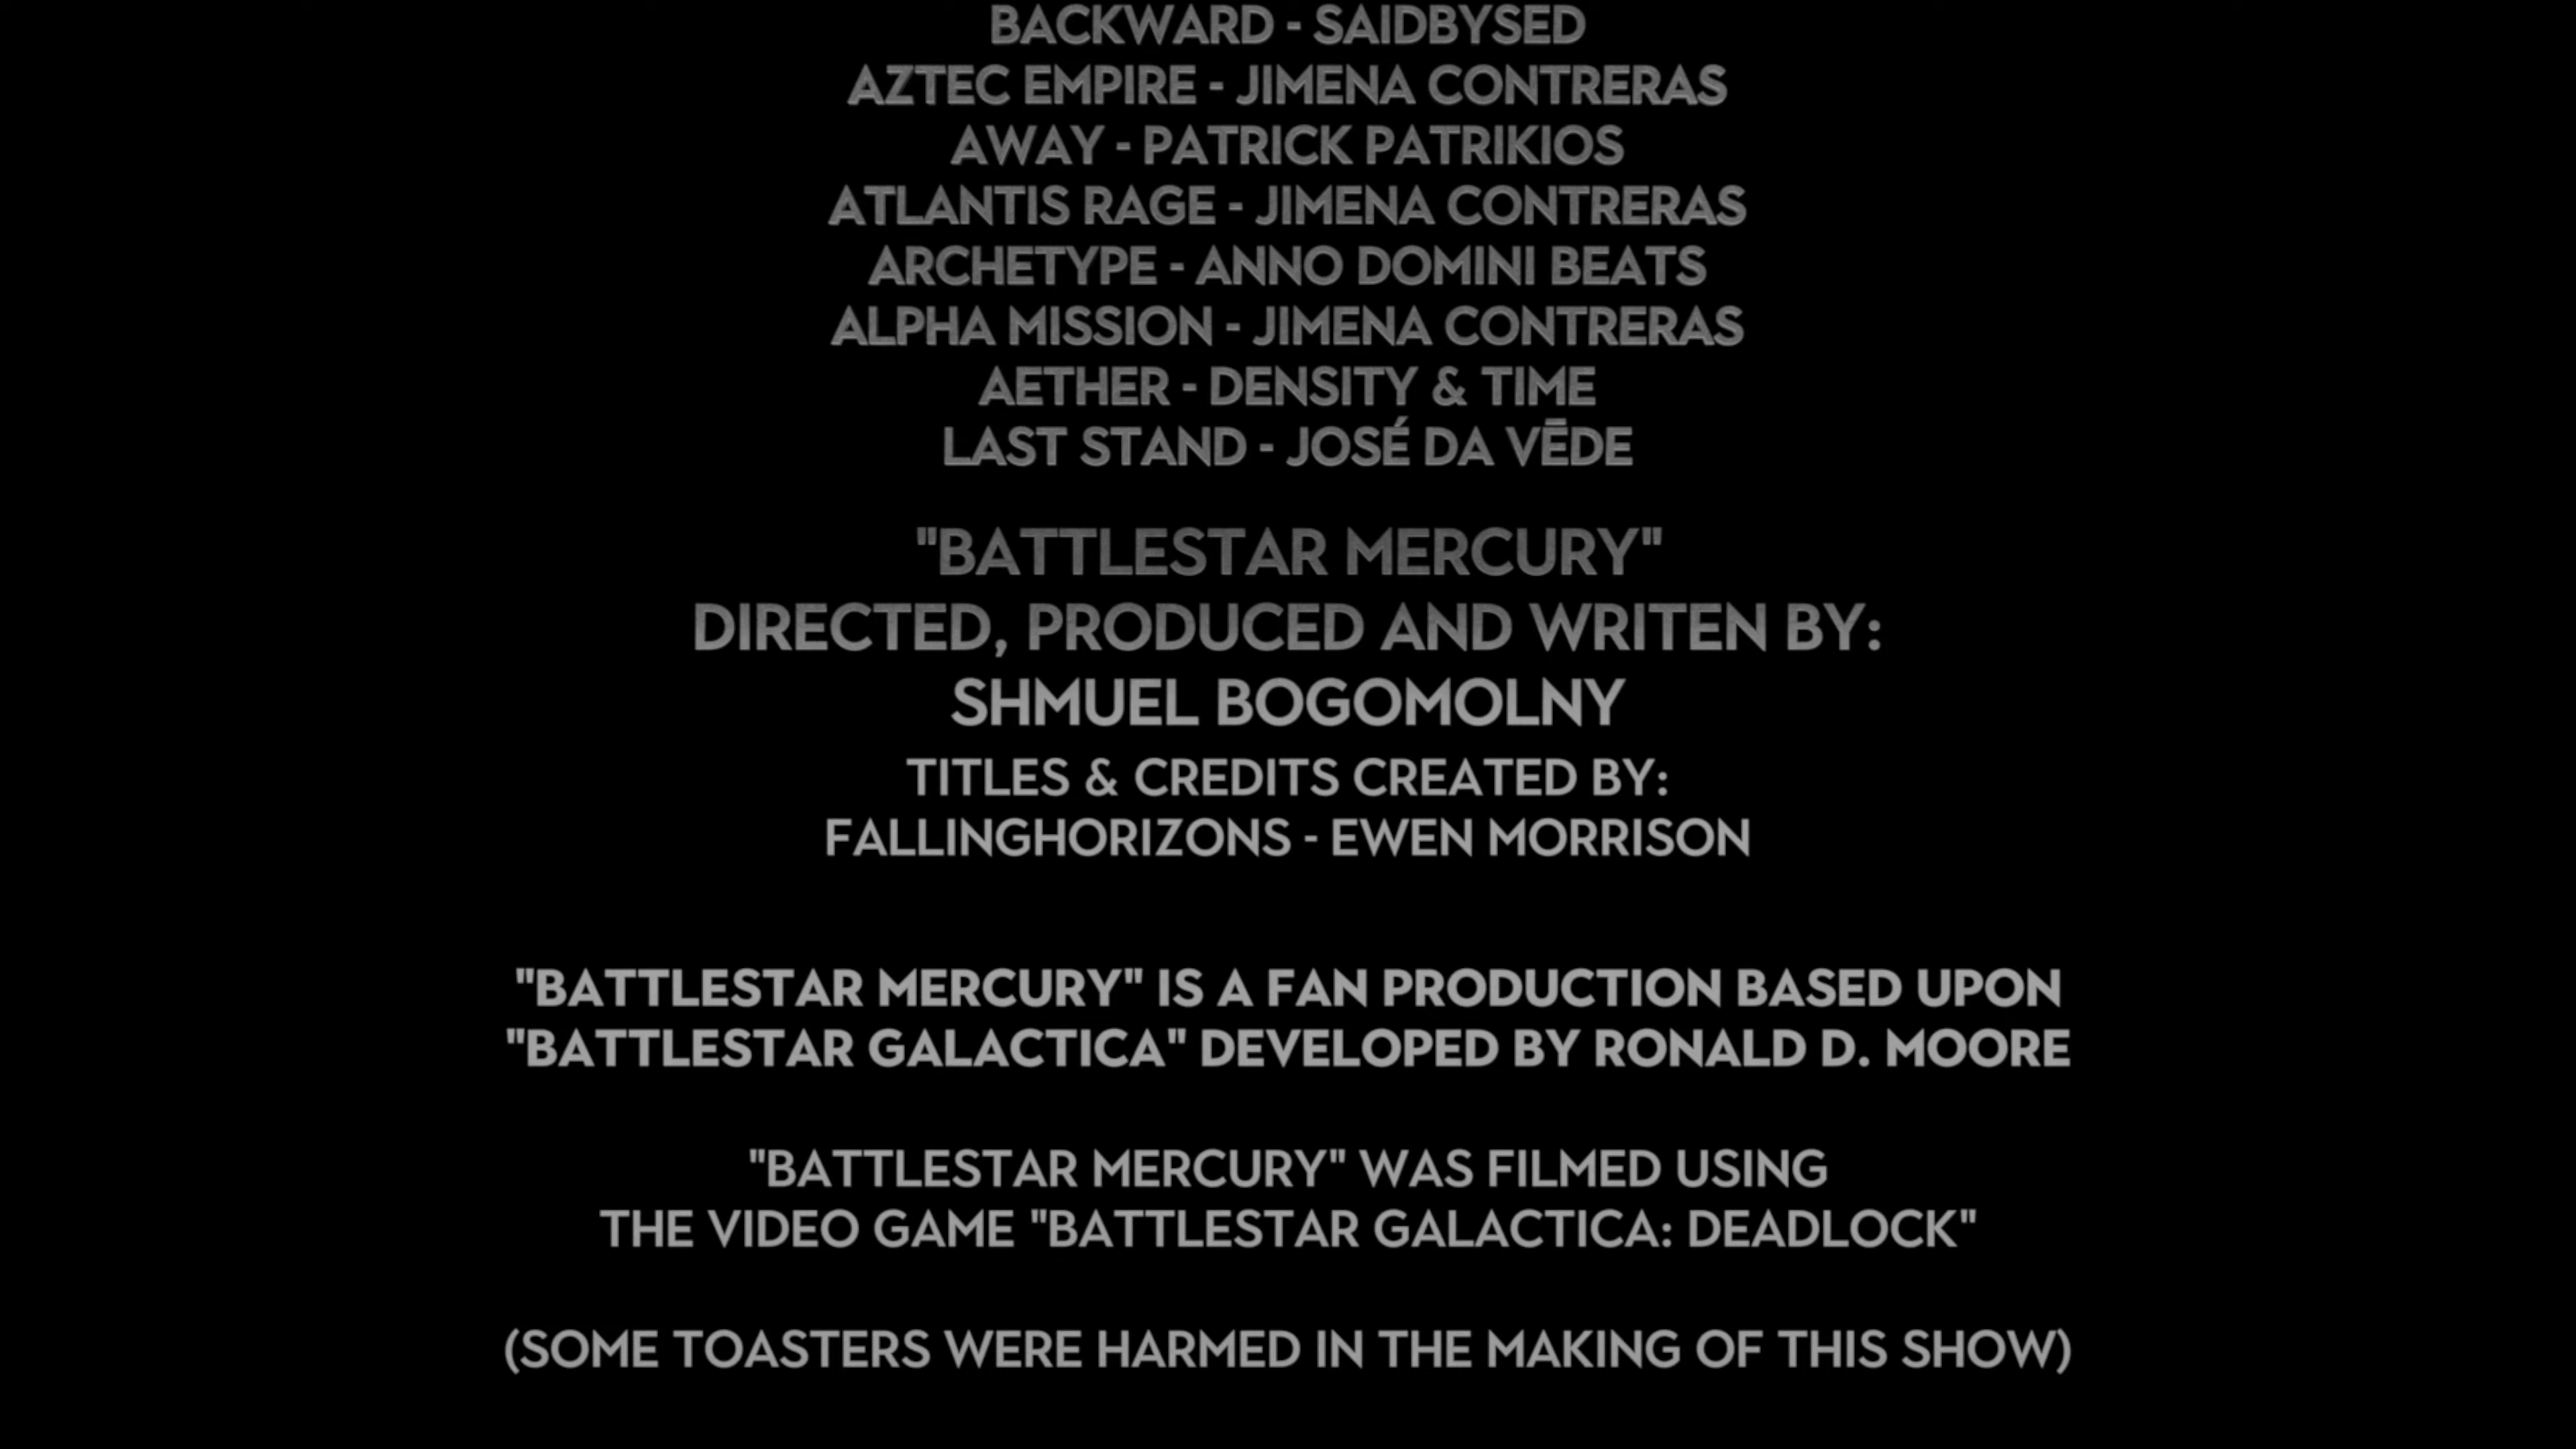 BACKWARD - SAIDBYSED
AZTEC EMPIRE - JIMENA CONTRERAS
AWAY - PATRICK PATRIKIOS
ATLANTIS RAGE - JIMENA CONTRERAS
ARCHETYPE - ANNO DOMINI BEATS
ALPHA MISSION - JIMENA CONTRERAS
AETHER - DENSITY & TIME
LAST STAND - JOSÉ DA VĒDE
"BATTLESTAR MERCURY"
DIRECTED, PRODUCED AND WRITEN BY:
SHMUEL BOGOMOLNY
TITLES & CREDITS CREATED BY:
FALLINGHORIZONS - EWEN MORRISON
"BATTLESTAR MERCURY" IS A FAN PRODUCTION BASED UPON
"BATTLESTAR GALACTICA" DEVELOPED BY RONALD D. MOORE
"BATTLESTAR MERCURY" WAS FILMED USING
THE VIDEO GAME "BATTLESTAR GALACTICA: DEADLOCK"
(SOME TOASTERS WERE HARMED IN THE MAKING OF THIS SHOW)